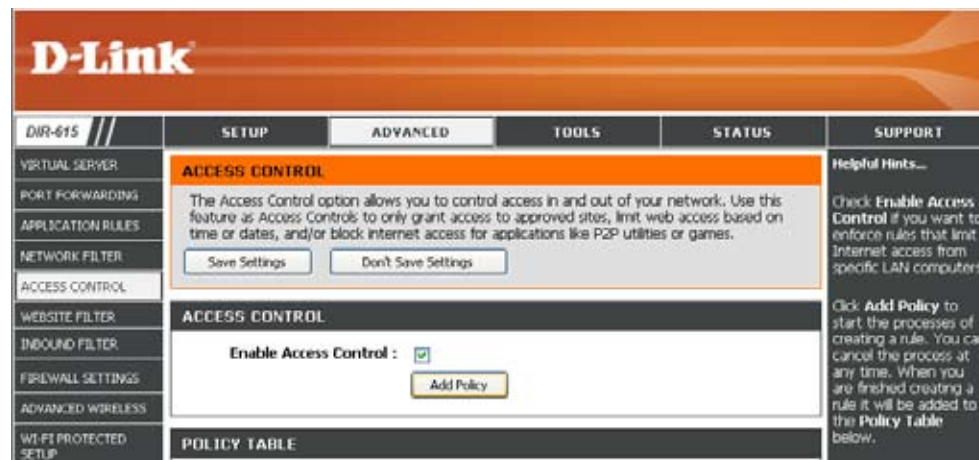 D-Link
DIR-615
SETUP
ADVANCED
TOOLS
STATUS
SUPPORT
VIRTUAL SERVER
PORT FORWARDING
APPLICATION RULES
NETWORK FILTER
ACCESS CONTROL
WEBSITE FILTER
INBOUND FILTER
FIREWALL SETTINGS
ADVANCED WIRELESS
WI-FI PROTECTED
SETUP
ACCESS CONTROL
The Access Control option allows you to control access in and out of your network. Use this
feature as Access Controls to only grant access to approved sites, limit web access based on
time or dates, and/or block internet access for applications like P2P utilities or games.
Save Settings
Don't Save Settings
ACCESS CONTROL
Enable Access Control :
Add Policy
POLICY TABLE
Helpful Hints...
Check Enable Access
Control if you want to
enforce rules that limit
Internet access from
specific LAN computers
Click Add Policy to
start the processes of
creating a rule. You ca
cancel the process at
any time. When you
are finished creating a
rule it will be added to
the Policy Table
below.